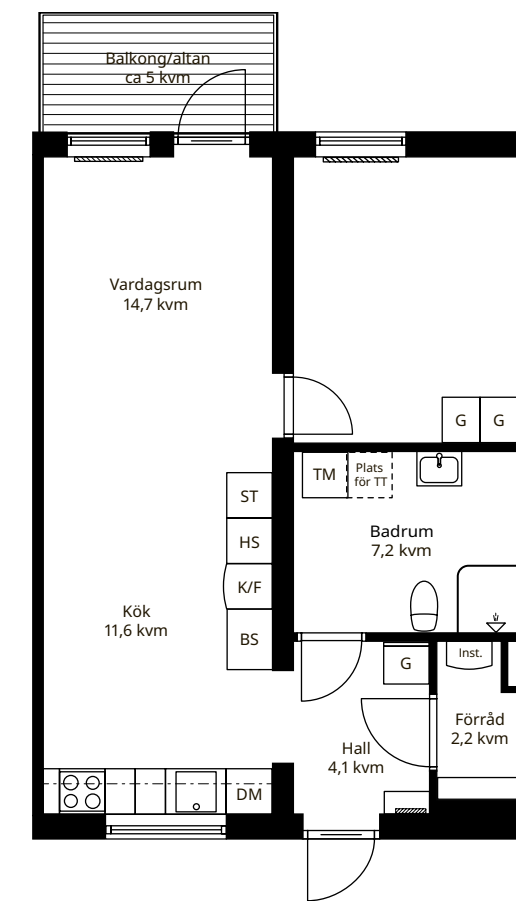 Balkong/altan
ca 5 kvm
Vardagsrum
14,7 kvm
G
G
TM
Plats
för TT
ST
HS
K/F
BS
Badrum
7,2 kvm
Kök
11,6 kvm
G
Inst.
Förråd
2,2 kvm
Hall
4,1 kvm
DM